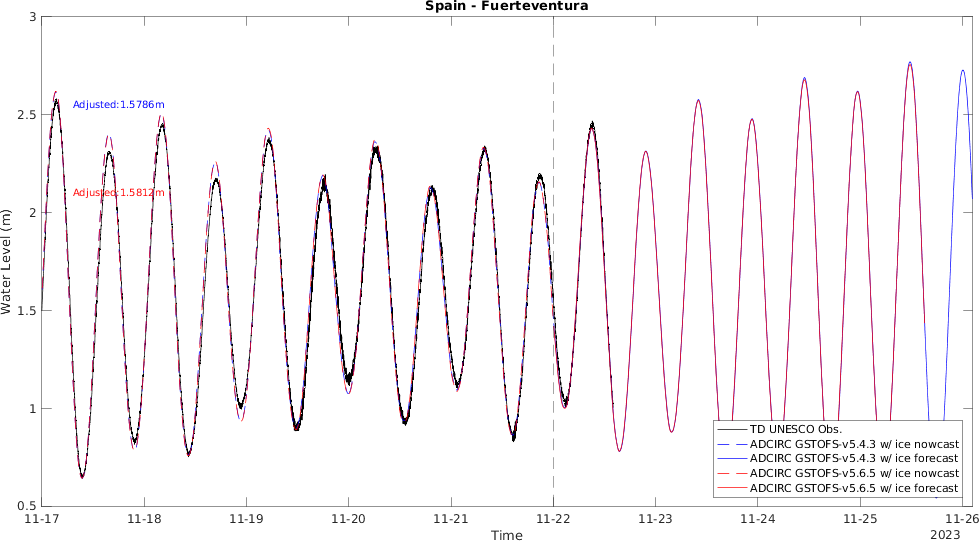 Spain - Fuerteventura
3
2.5
2
1.5
1
0.5
Water Level (m)
Adjusted:1.5786m
Adjusted:1.5812m
TD UNESCO Obs.
ADCIRC GSTOFS-v5.4.3 w/ ice nowcast
ADCIRC GSTOFS-v5.4.3 w/ ice forecast
ADCIRC GSTOFS-v5.6.5 w/ ice nowcast
ADCIRC GSTOFS-v5.6.5 w/ ice forecast
11-17 11-18 11-19 11-20 11-21 11-22 11-23 11-24 11-25 11-26
Time
2023